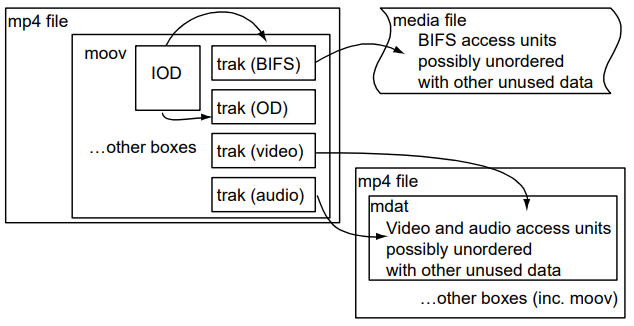 mp4 file
moov
IOD
trak (BIFS)
trak (OD)
…other boxes
trak (video)
trak (audio)
media file
BIFS access units
possibly unordered
with other unused data
mp4 file
mdat
Video and audio access units
possibly unordered
with other unused data
…other boxes (inc. moov)